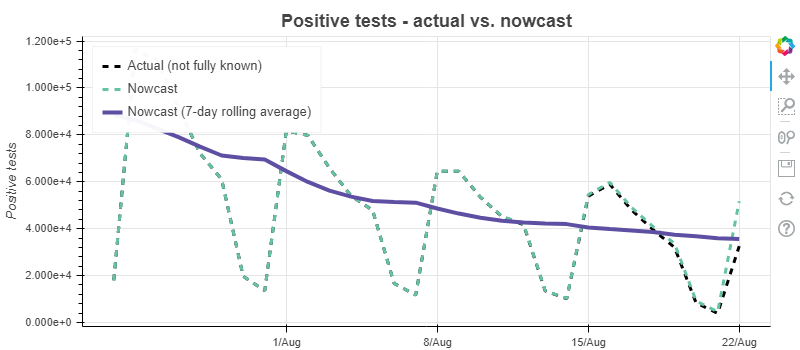 Positive tests - actual vs. nowcast
1.200e+5
1.000e+5
8.000e+4
6.000e+4
4.000e+4
2.000e+4
0.000e+0
Positive tests
Actual (not fully known)
Nowcast
Nowcast (7-day rolling average)
1/Aug
8/Aug
15/Aug
22/Aug